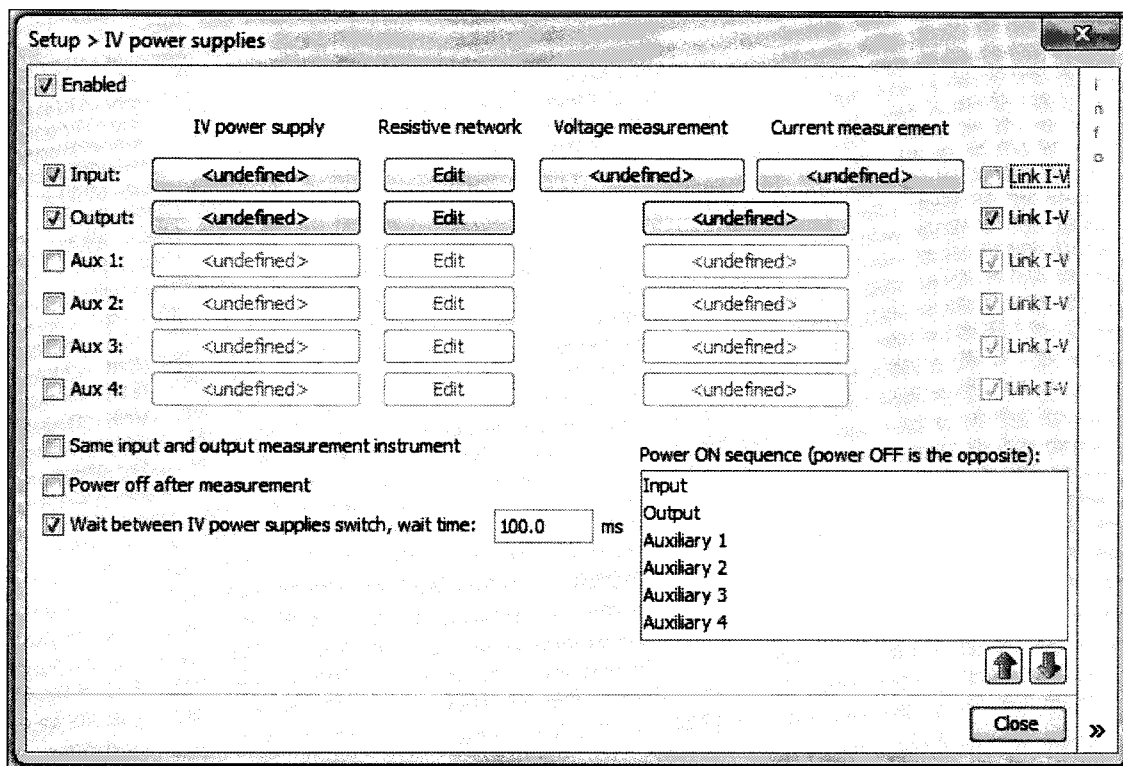 Setup > IV power supplies
Enabled
IV power supply Resistive network Voltage measurement Current measurement
Input: <undefined> Edit <undefined> <undefined> Link I-V
Output: <undefined> Edit <undefined> Link I-V
Aux 1: <undefined> Edit <undefined> Link I-V
Aux 2: <undefined> Edit <undefined> Link I-V
Aux 3: <undefined> Edit <undefined> Link I-V
Aux 4: <undefined> Edit <undefined> Link I-V
Same input and output measurement instrument
Power off after measurement
Wait between IV power supplies switch, wait time: 100.0 ms
Power ON sequence (power OFF is the opposite):
Input
Output
Auxiliary 1
Auxiliary 2
Auxiliary 3
Auxiliary 4
Close »
info